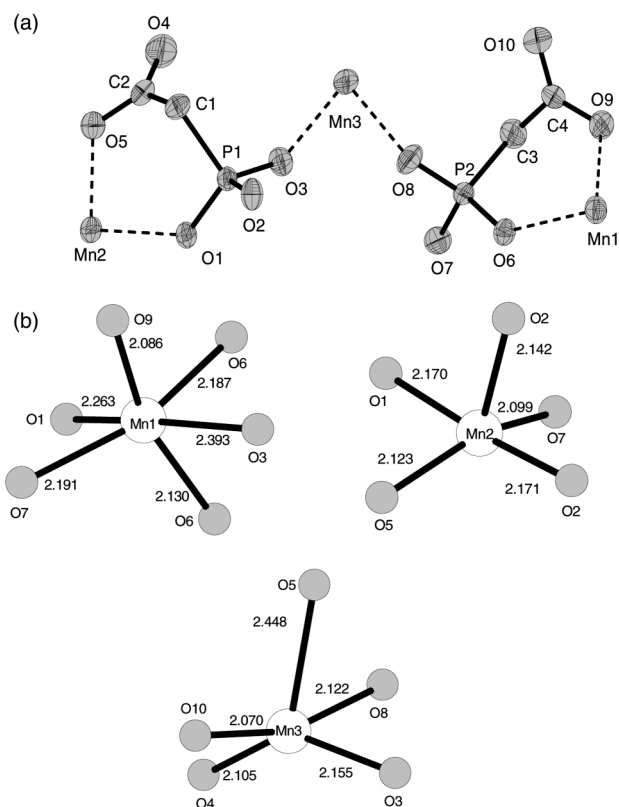 (a)
O4
O10
C2
C1
O9
O5
Mn3
C4
C3
P1
P2
O3
O8
O2
Mn2
O1
O7
O6
Mn1
(b)
O9
O2
2.086
O6
2.142
2.187
2.170
2.263
O1
O1
2.099
Mn1
Mn2
O7
O3
2.393
2.123
2.191
2.171
O7
2.130
O6
O5
O2
O5
2.448
O10
2.122
2.070
O8
Mn3
2.105
2.155
O4
O3